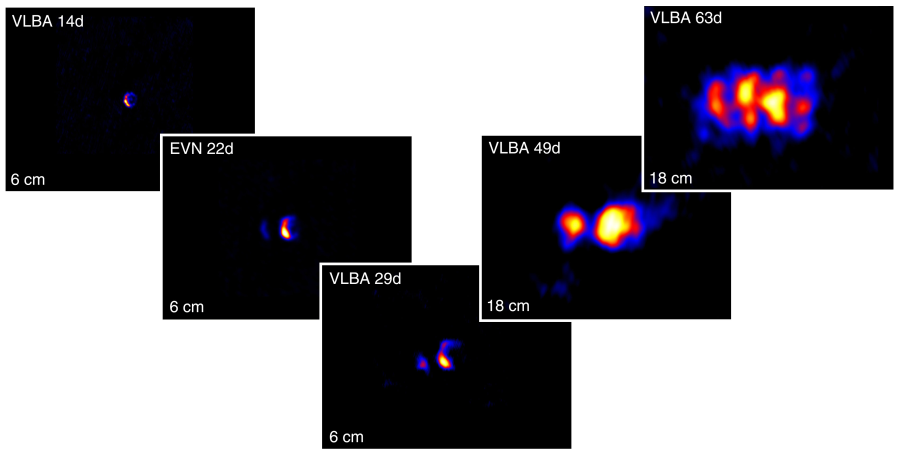 VLBA 14d
6 cm
EVN 22d
6 cm
VLBA 29d
6 cm
VLBA 49d
18 cm
VLBA 63d
18 cm